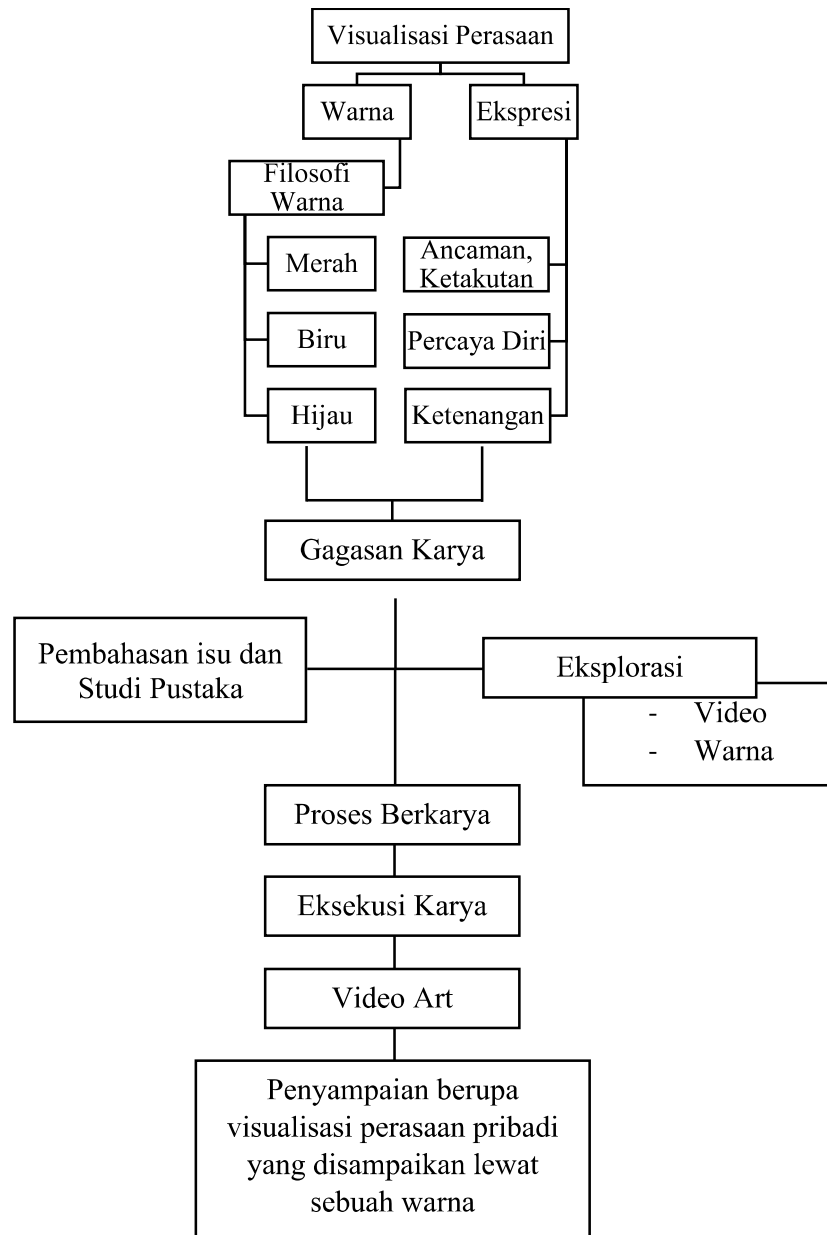 Visualisasi Perasaan
Warna
Ekspresi
Filosofi
Warna
Merah
Ancaman,
Ketakutan
Biru
Percaya Diri
Hijau
Ketenangan
Gagasan Karya
Pembahasan isu dan
Studi Pustaka
Eksplorasi
- Video
- Warna
Proses Berkarya
Eksekusi Karya
Video Art
Penyampaian berupa
visualisasi perasaan pribadi
yang disampaikan lewat
sebuah warna